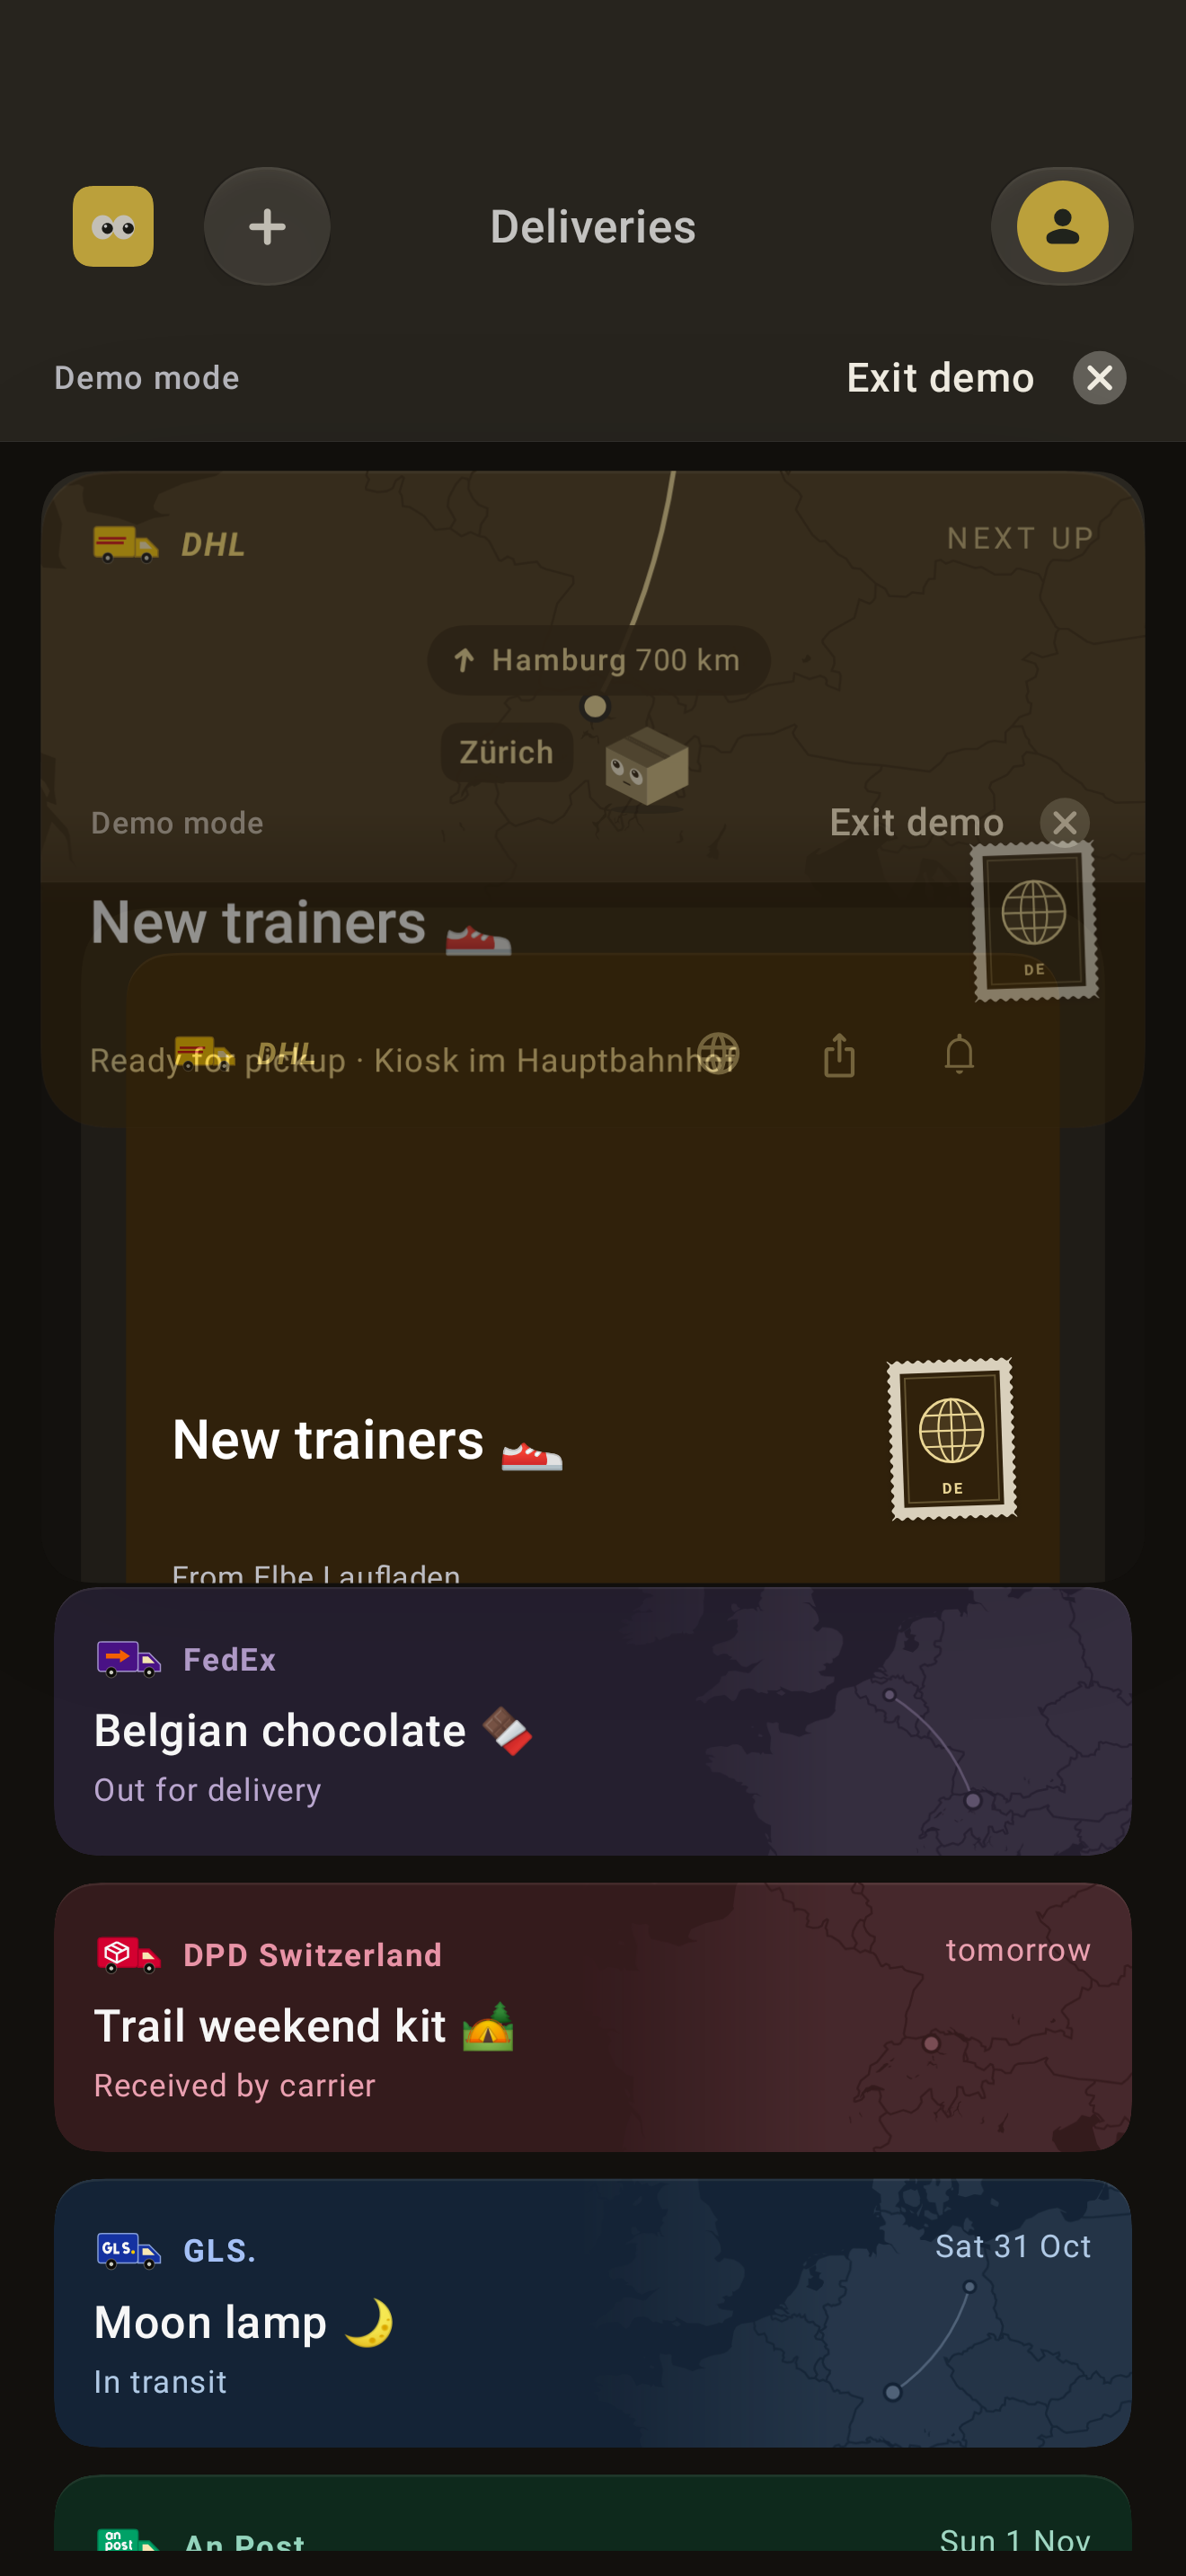 Deliveries
Demo mode
Exit demo
DHL
NEXT UP
Hamburg 700 km
Zürich
Demo mode
Exit demo
New trainers 👟
DE
DHL
Ready for pickup · Kiosk im Hauptbahnhof
New trainers 👟
DE
From Elbe Laufladen
FedEx
Belgian chocolate 🍫
Out for delivery
DPD Switzerland
tomorrow
Trail weekend kit 🏕️
Received by carrier
GLS.
GLS.
Sat 31 Oct
Moon lamp 🌙
In transit
an post
An Post
Sun 1 Nov